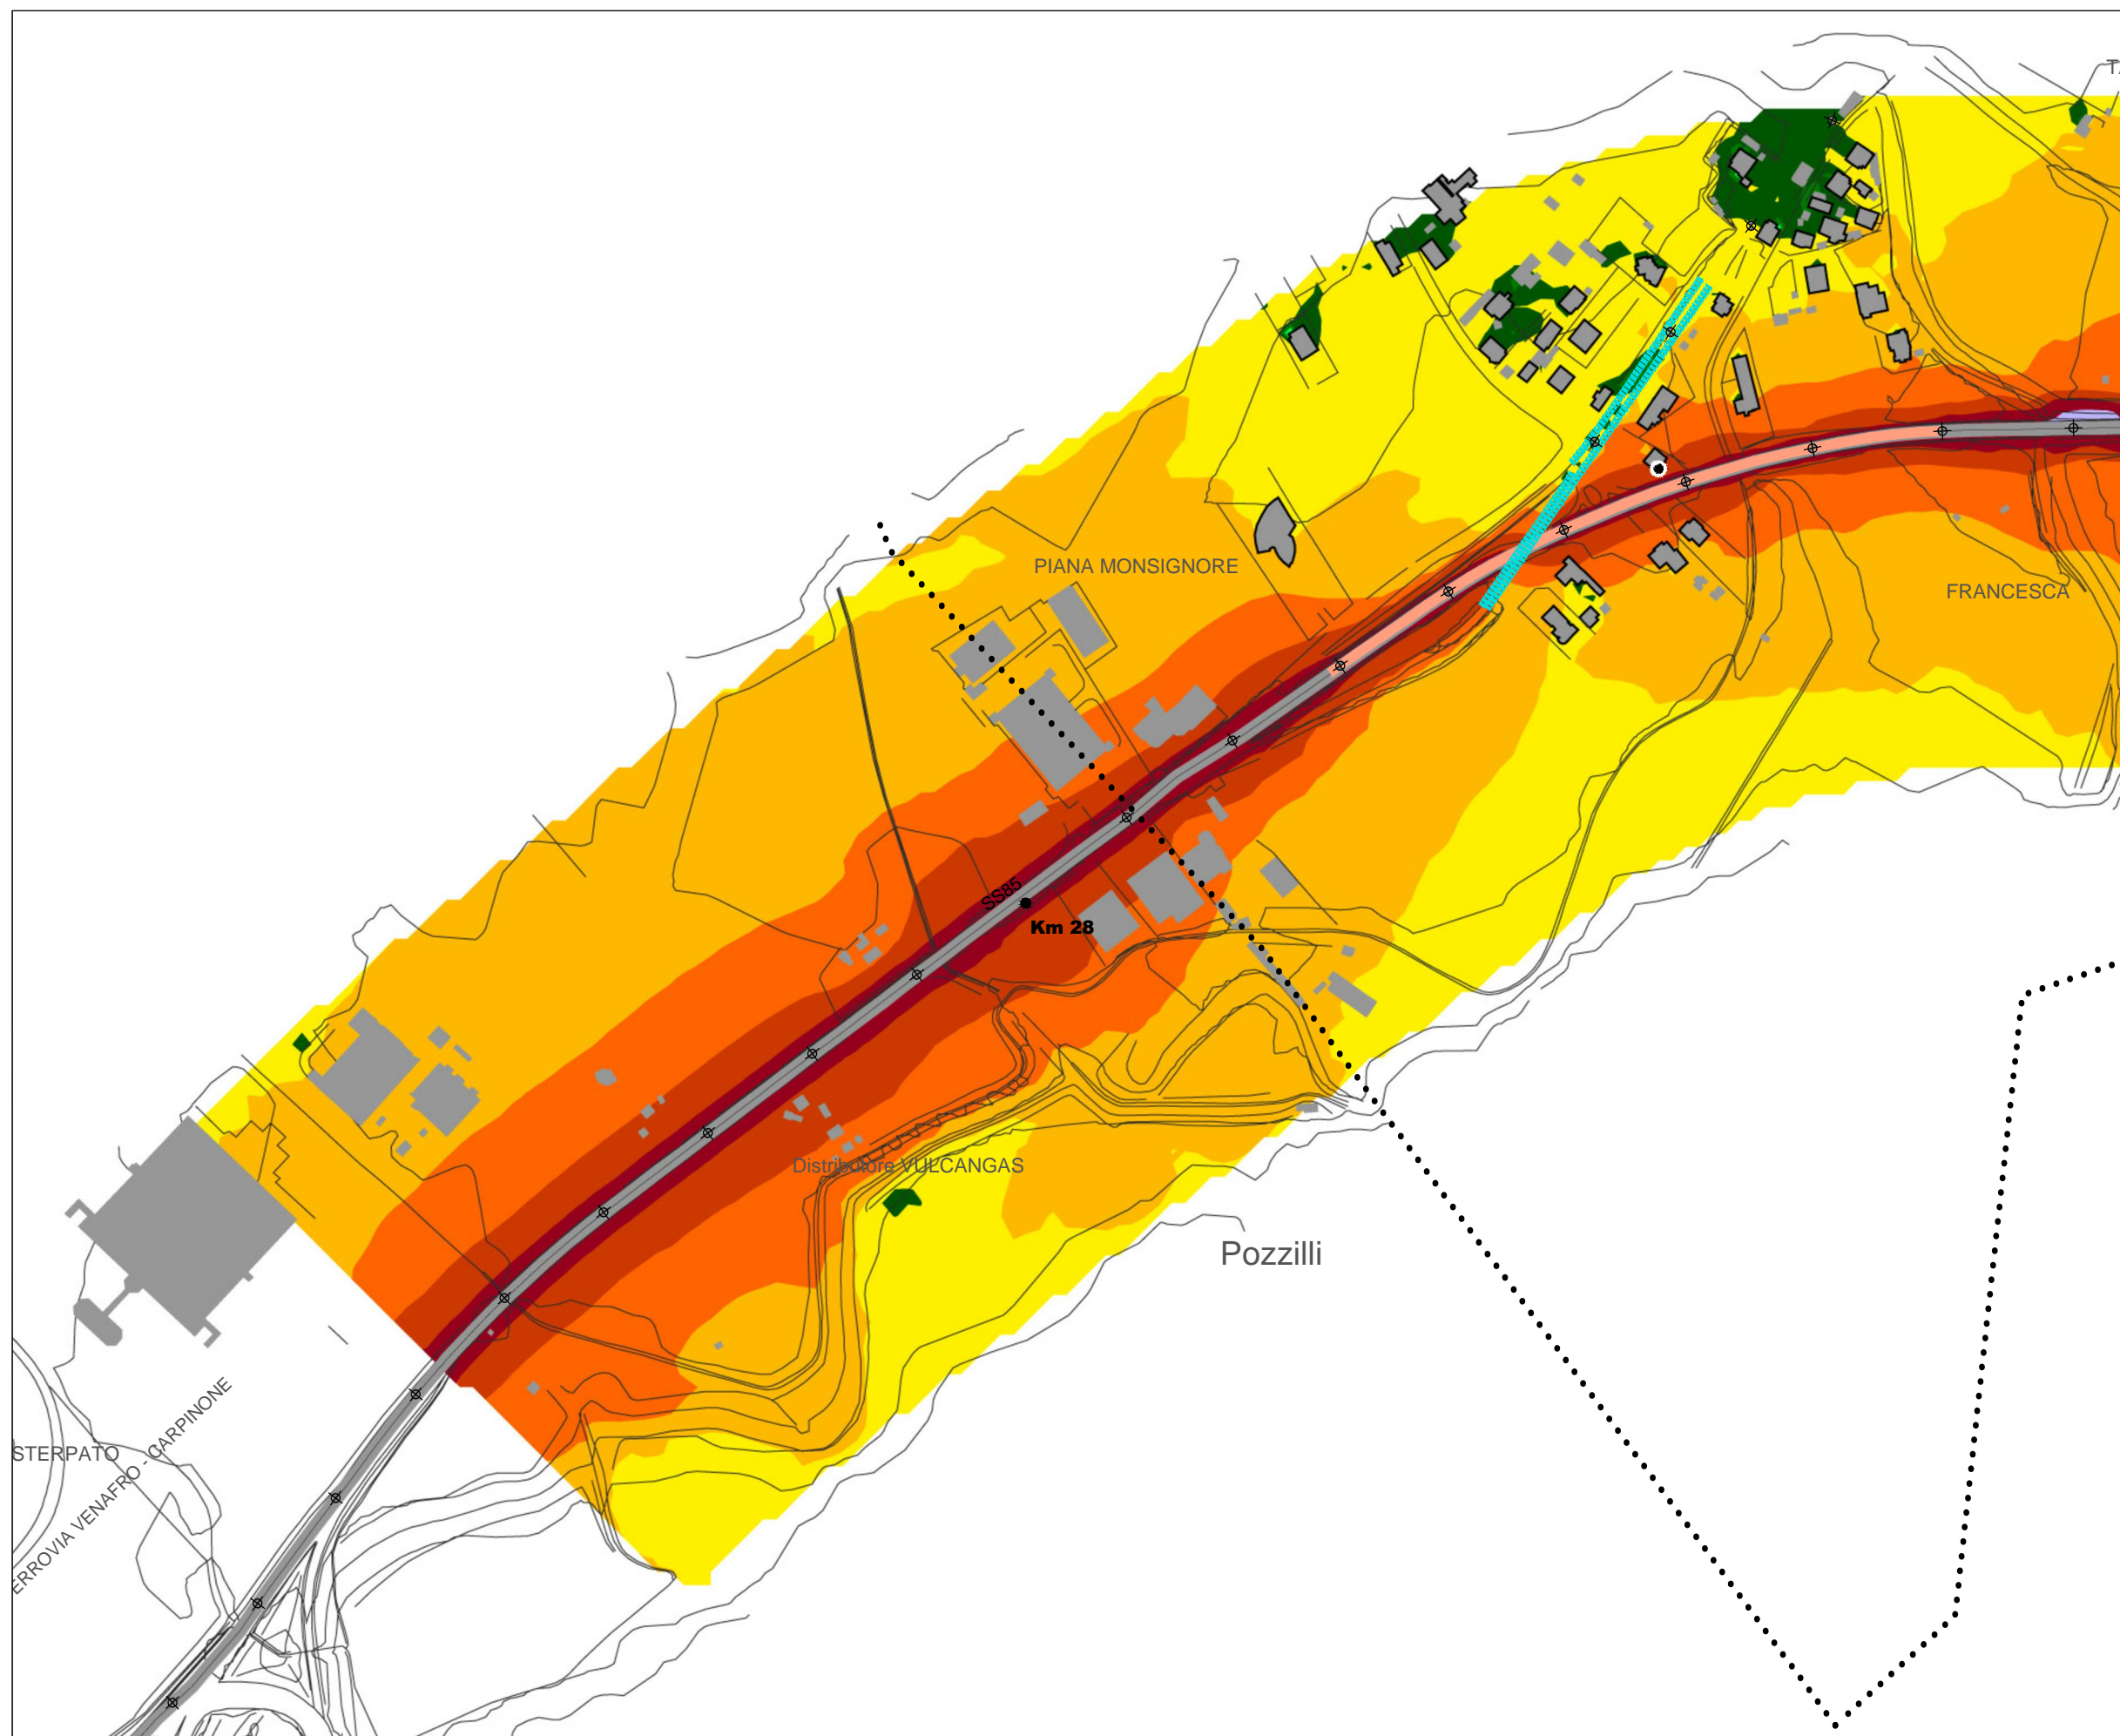 PIANA MONSIGNORE
FRANCESCA
SS85
Km 28
Distributore VULCANGAS
Pozzilli
STERPATO
ERROVIA VENAFRO - CARPINONE